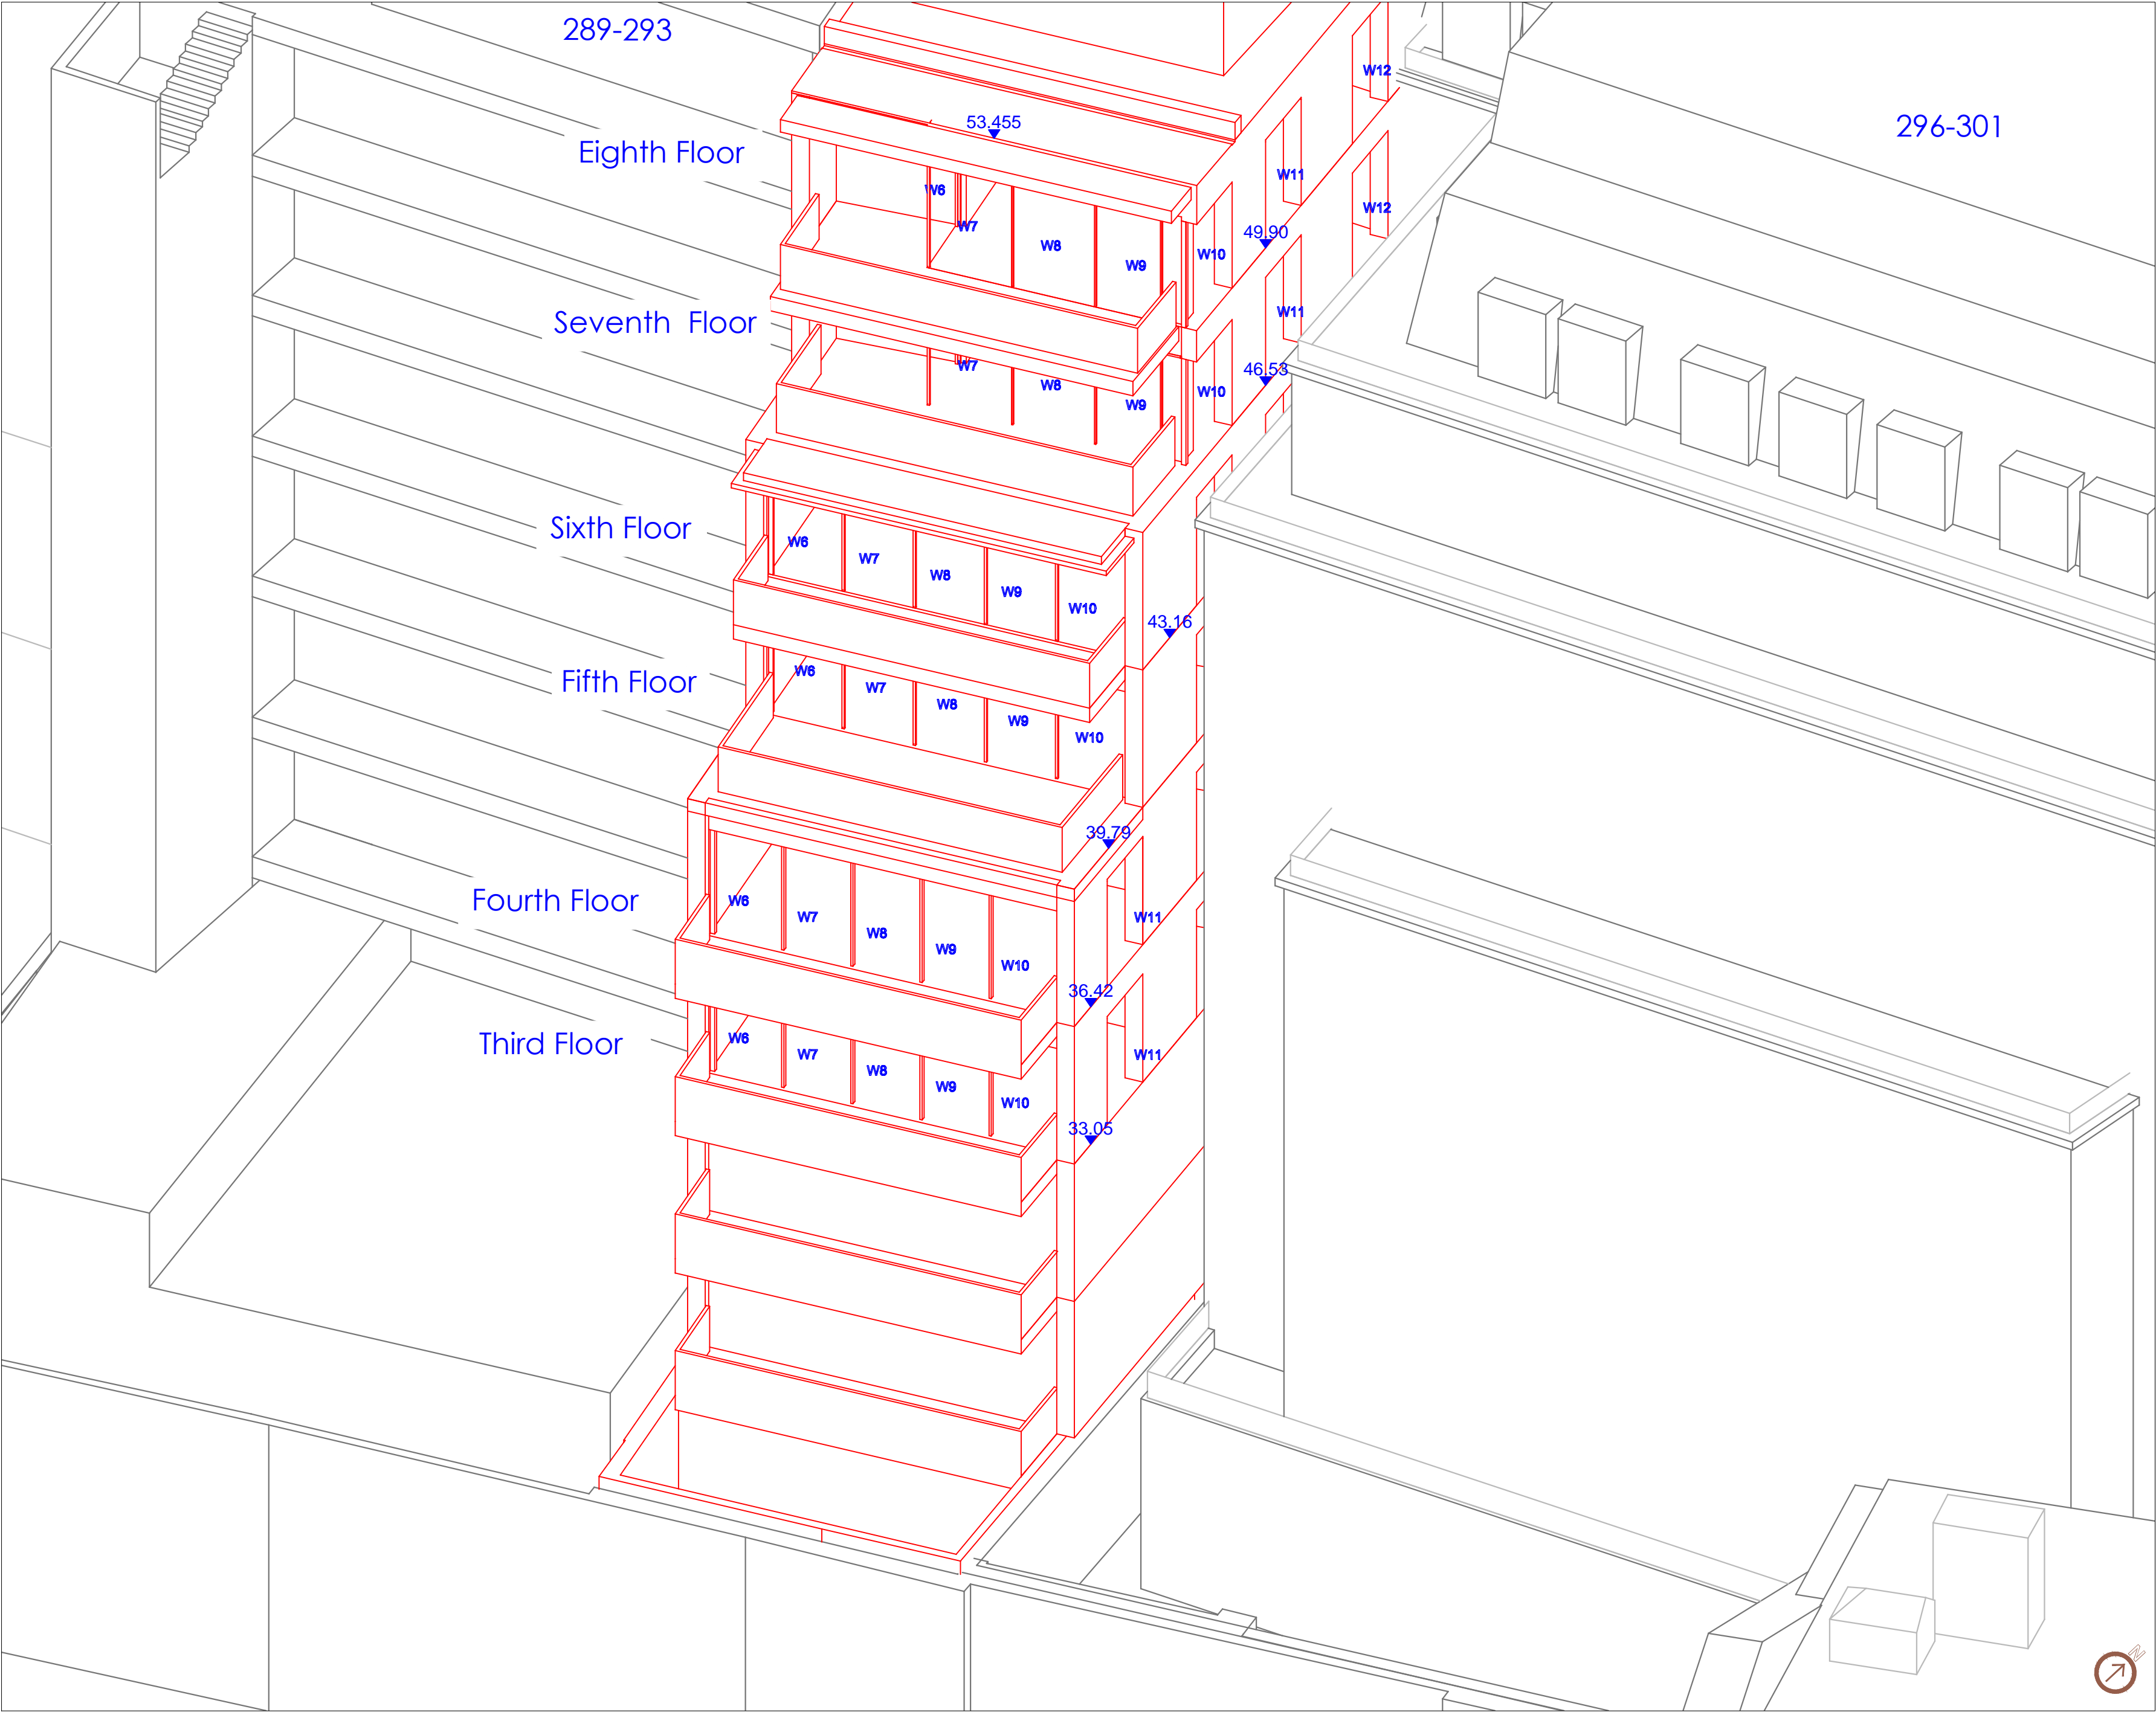 289-293
W12
53.455
296-301
Eighth Floor
W11
W6
W7
W12
49.90
W8
W10
W9
Seventh  Floor
W11
W7
46.53
W8
W10
W9
Sixth Floor
W6
W7
W8
W9
W10
43.16
Fifth Floor
W6
W7
W8
W9
W10
39.79
Fourth Floor
W6
W7
W11
W8
W9
W10
36.42
Third Floor
W6
W7
W11
W8
W9
W10
33.05
N